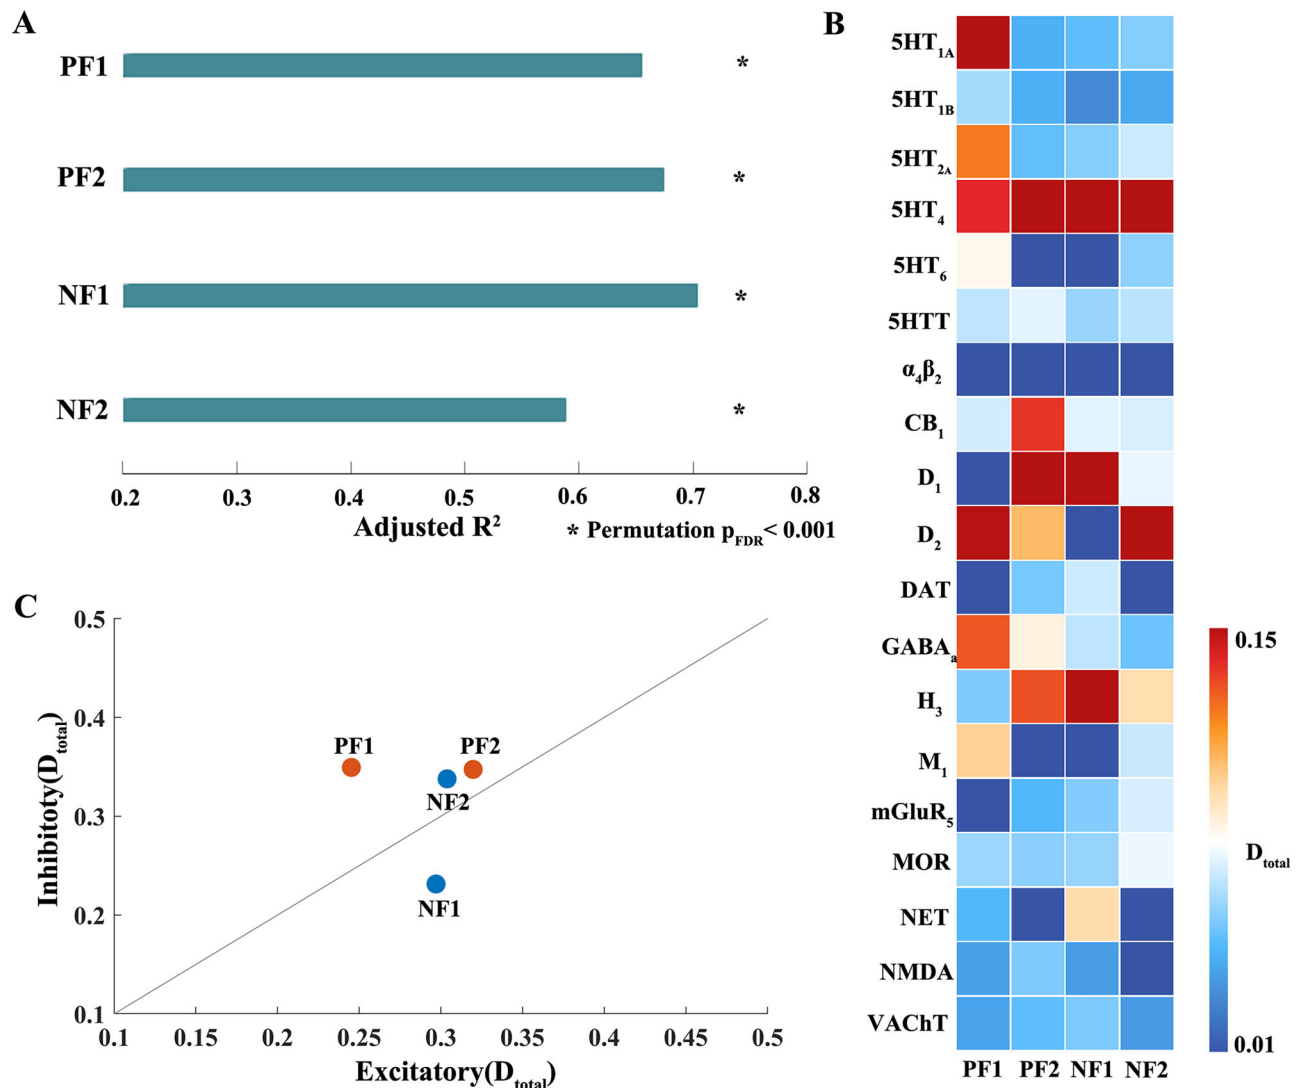 A
PF1 *
PF2 *
NF1 *
NF2 *
0.2 0.3 0.4 0.5 0.6 0.7 0.8
Adjusted R²
* Permutation p_FDR< 0.001
B
5HT₁A
5HT₁B
5HT₂A
5HT₄
5HT₆
5HTT
α₄β₂
CB₁
D₁
D₂
DAT
GABAₐ
H₃
M₁
mGluR₅
MOR
NET
NMDA
VAChT
PF1 PF2 NF1 NF2
0.15
D_total
0.01
C
0.5
0.4
0.3
0.2
0.1
Inhibitoty(D_total)
PF1
PF2
NF2
NF1
0.1 0.15 0.2 0.25 0.3 0.35 0.4 0.45 0.5
Excitatory(D_total)